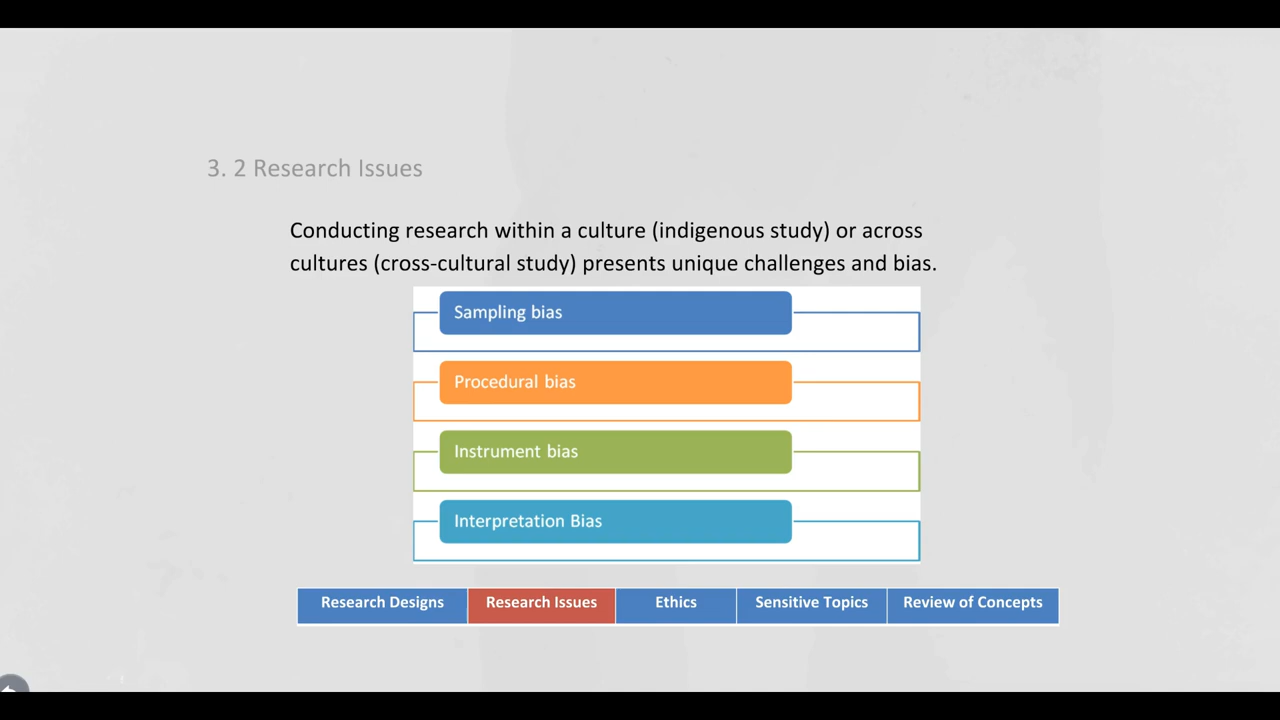 3. 2 Research Issues
Conducting research within a culture (indigenous study) or across
cultures (cross-cultural study) presents unique challenges and bias.
Sampling bias
Procedural bias
Instrument bias
Interpretation Bias
Research Designs Research Issues Ethics Sensitive Topics Review of Concepts